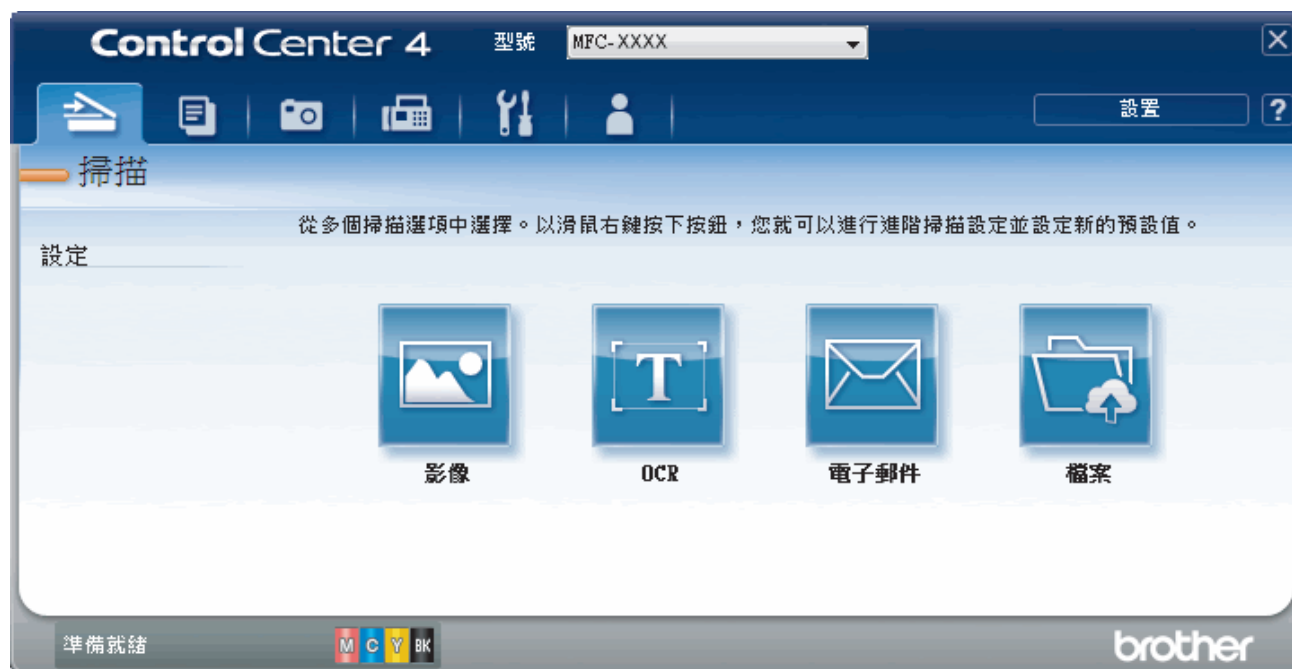 Control Center 4 型號 MFC-XXXX
設置 ?
掃描
從多個掃描選項中選擇。以滑鼠右鍵按下按鈕，您就可以進行進階掃描設定並設定新的預設值。
設定
T
影像 OCR 電子郵件 檔案
準備就緒 M C Y BK brother